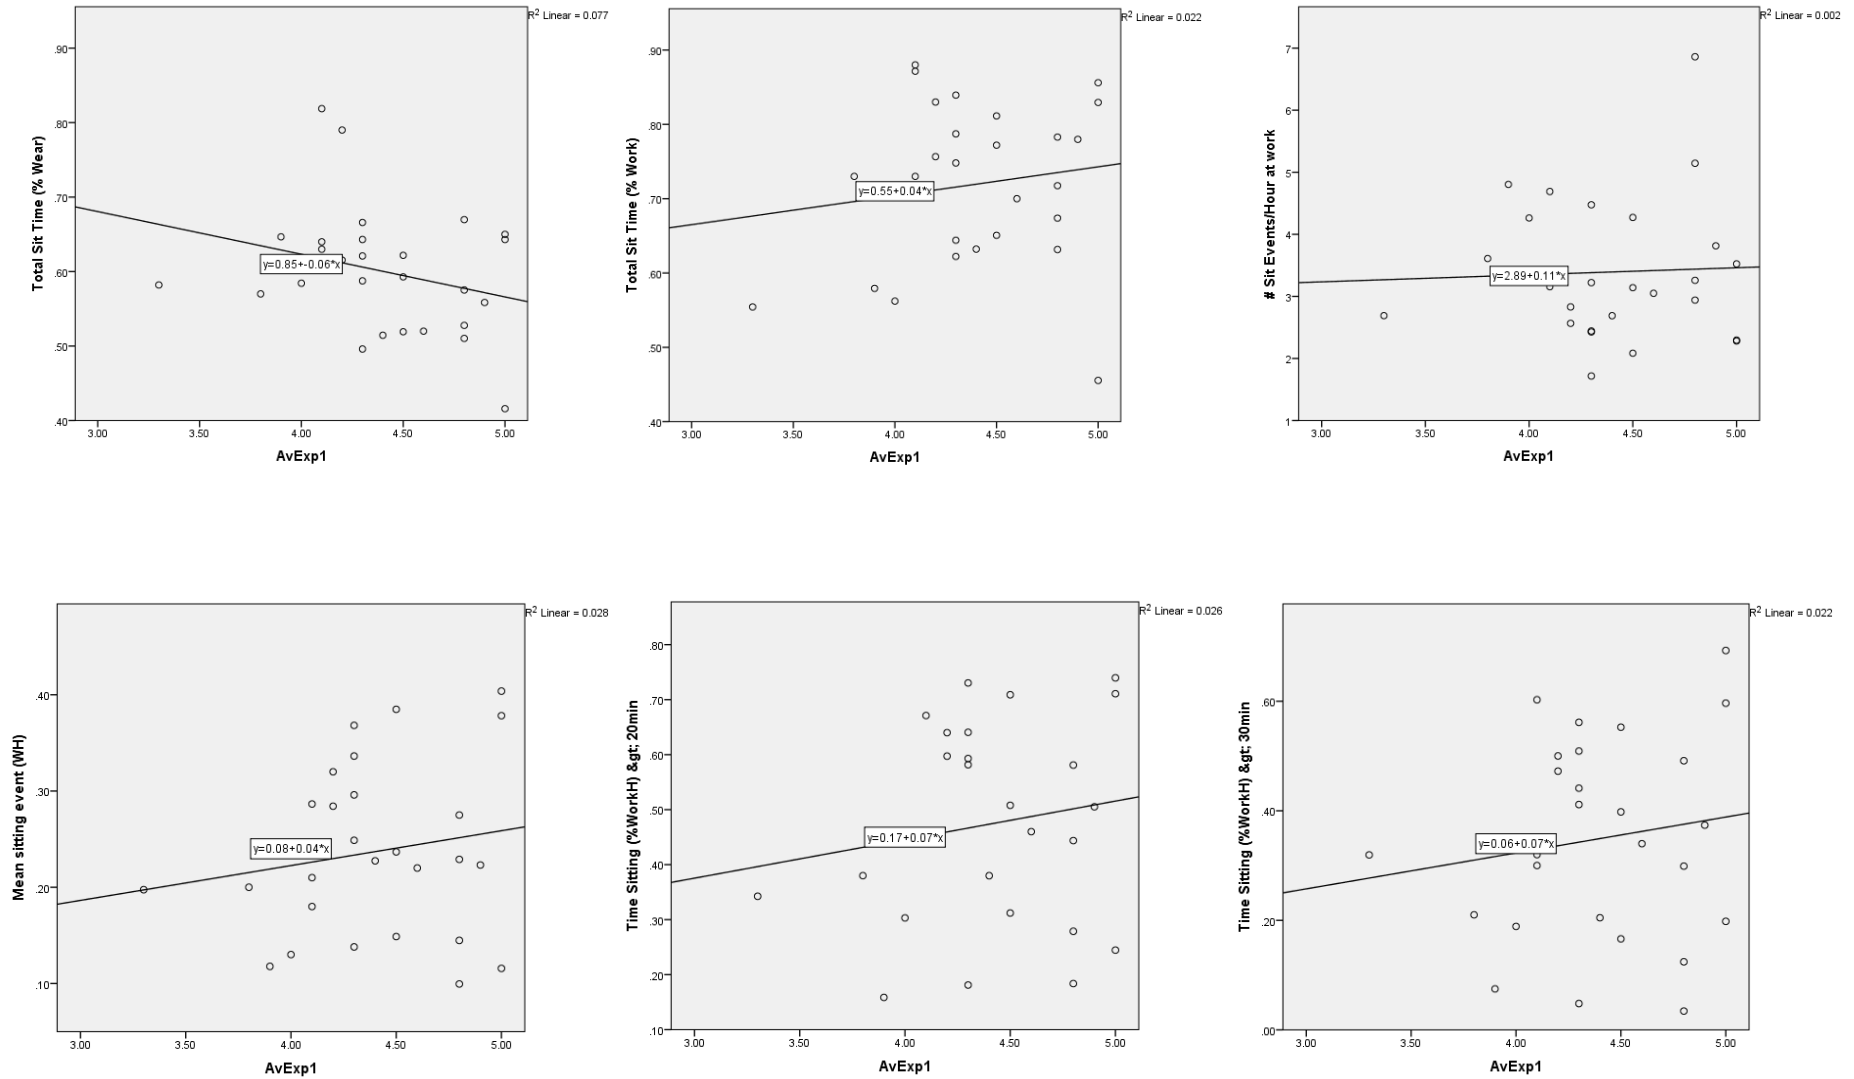 R2 Linear = 0.077
.90
.80
.70
.60
.50
.40
Total Sit Time (% Wear)
y=0.85+-0.06*x
3.00 3.50 4.00 4.50 5.00
AvExp1
R2 Linear = 0.022
.90
.80
.70
.60
.50
.40
Total Sit Time (% Work)
y=0.55+0.04*x
3.00 3.50 4.00 4.50 5.00
AvExp1
R2 Linear = 0.002
7
6
5
4
3
2
1
# Sit Events/Hour at work
y=2.89+0.11*x
3.00 3.50 4.00 4.50 5.00
AvExp1
R2 Linear = 0.028
.40
.30
.20
.10
Mean sitting event (WH)
y=0.08+0.04*x
3.00 3.50 4.00 4.50 5.00
AvExp1
R2 Linear = 0.026
.80
.70
.60
.50
.40
.30
.20
.10
Time Sitting (%WorkH) &gt; 20min
y=0.17+0.07*x
3.00 3.50 4.00 4.50 5.00
AvExp1
R2 Linear = 0.022
.60
.40
.20
.00
Time Sitting (%WorkH) &gt; 30min
y=0.06+0.07*x
3.00 3.50 4.00 4.50 5.00
AvExp1